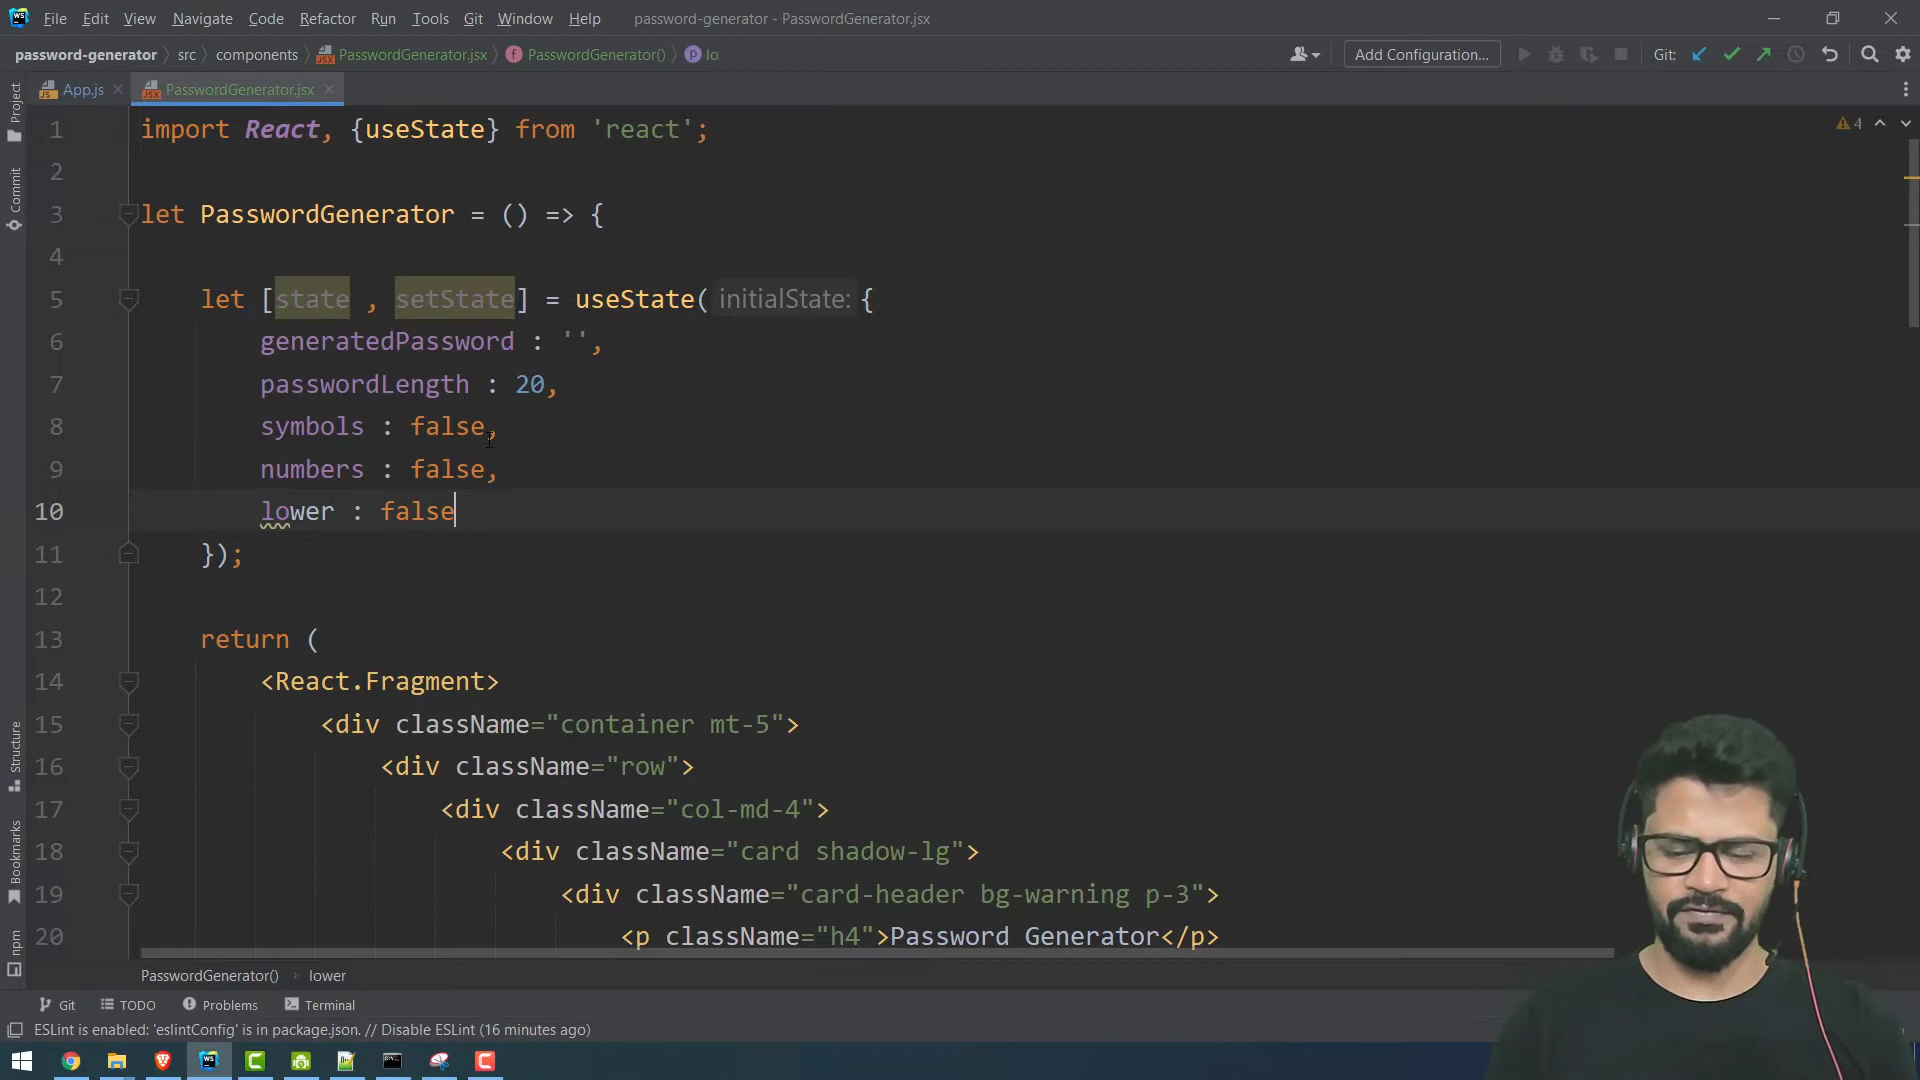 File Edit View Navigate Code Refactor Run Tools Git Window Help password-generator - PasswordGenerator.jsx
password-generator src components PasswordGenerator.jsx PasswordGenerator() lo Add Configuration... Git:
App.js PasswordGenerator.jsx
Project
Commit
Structure
Bookmarks
npm
4
1 import React, {useState} from 'react';
2
3 let PasswordGenerator = () => {
4
5 let [state , setState] = useState( initialState: {
6 generatedPassword : '',
7 passwordLength : 20,
8 symbols : false,
9 numbers : false,
10 lower : false
11 });
12
13 return (
14 <React.Fragment>
15 <div className="container mt-5">
16 <div className="row">
17 <div className="col-md-4">
18 <div className="card shadow-lg">
19 <div className="card-header bg-warning p-3">
20 <p className="h4">Password Generator</p>
PasswordGenerator() lower
Git TODO Problems Terminal
ESLint is enabled: 'eslintConfig' is in package.json. // Disable ESLint (16 minutes ago)